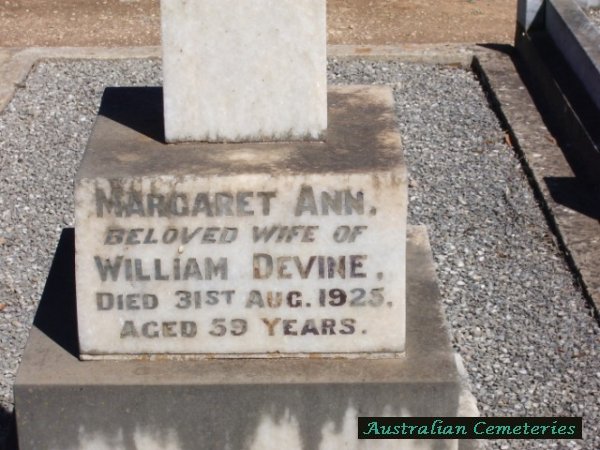 MARGARET ANN.
BELOVED WIFE OF
WILLIAM DEVINE,
DIED 31ST AUG. 1925.
AGED 59 YEARS.
Australian Cemeteries